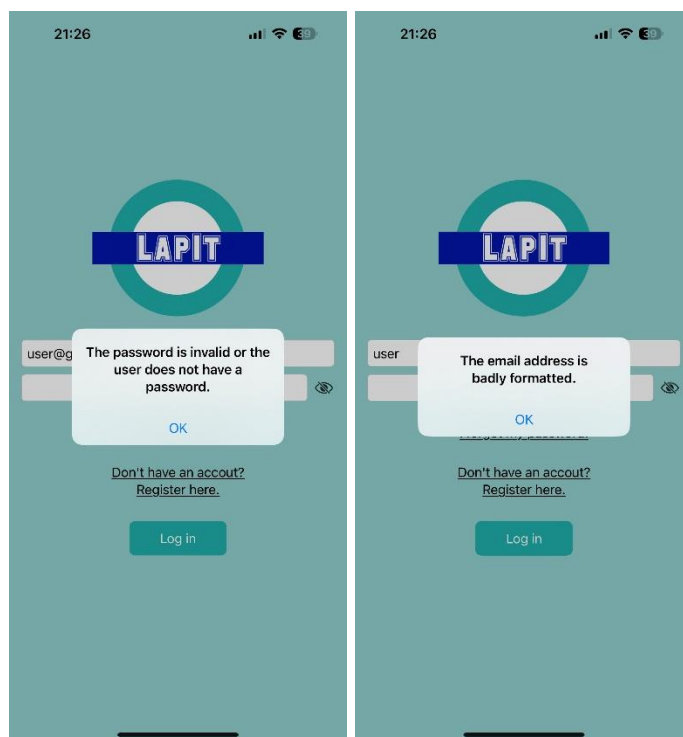 21:26
39
LAPIT
user@g
The password is invalid or the
user does not have a
password.
OK
Don't have an accout?
Register here.
Log in
21:26
39
LAPIT
user
The email address is
badly formatted.
OK
Don't have an accout?
Register here.
Log in